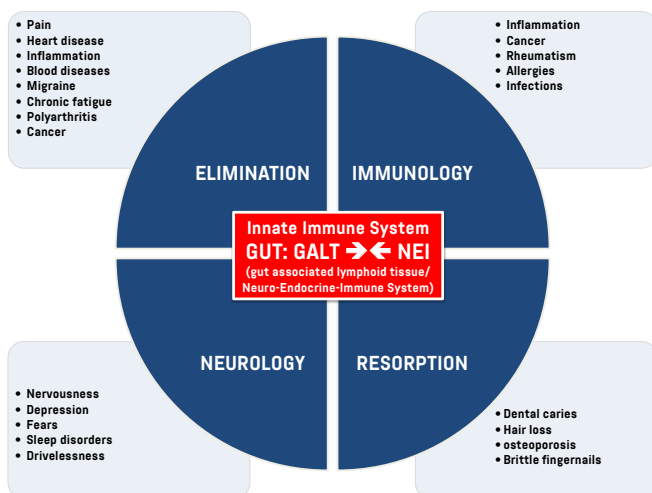 • Pain
• Heart disease
• Inflammation
• Blood diseases
• Migraine
• Chronic fatigue
• Polyarthritis
• Cancer
• Inflammation
• Cancer
• Rheumatism
• Allergies
• Infections
ELIMINATION
IMMUNOLOGY
Innate Immune System
GUT: GALT →← NEI
(gut associated lymphoid tissue/
Neuro-Endocrine-Immune System)
NEUROLOGY
RESORPTION
• Nervousness
• Depression
• Fears
• Sleep disorders
• Drivelessness
• Dental caries
• Hair loss
• osteoporosis
• Brittle fingernails